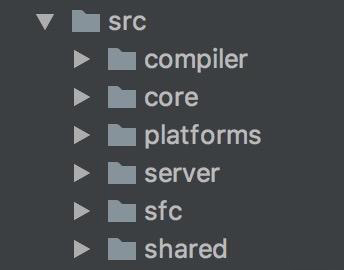 src
compiler
core
platforms
server
sfc
shared